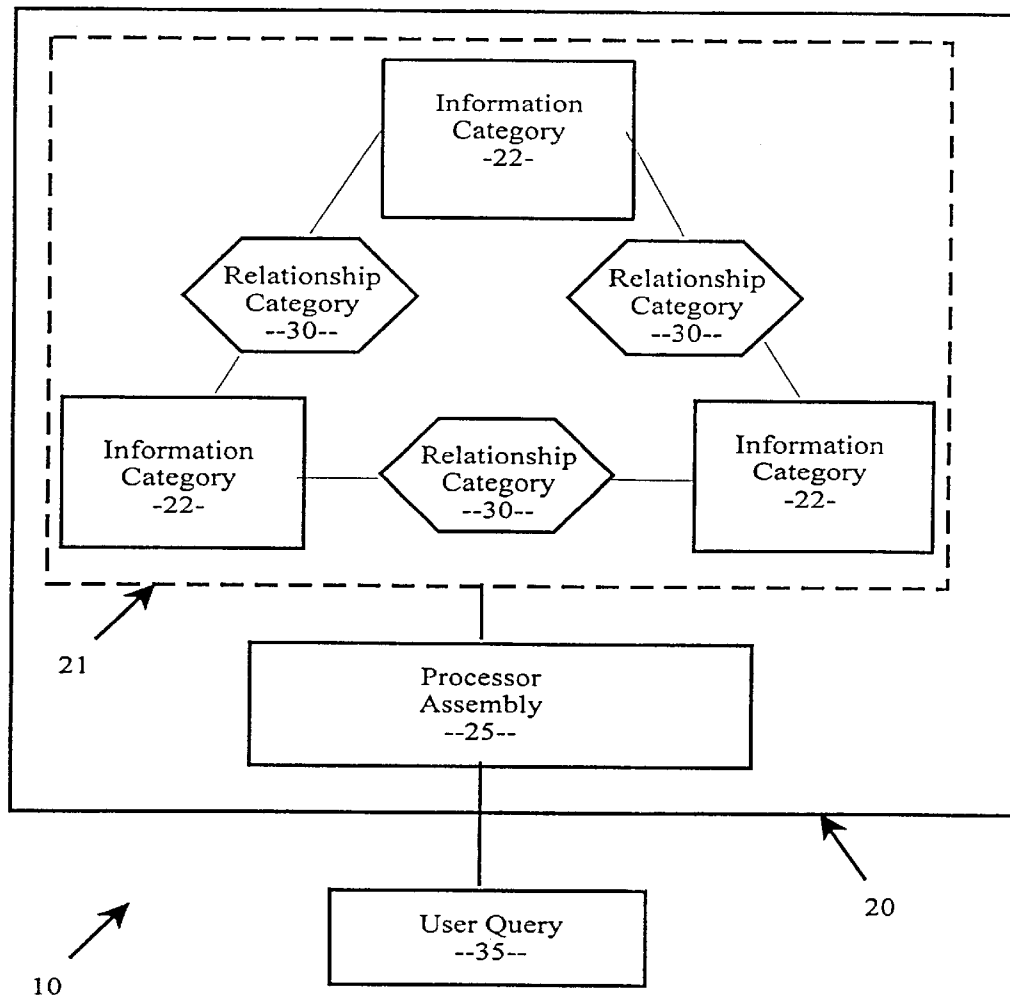 Information
Category
-22-
Relationship
Category
--30--
Relationship
Category
--30--
Information
Category
-22-
Relationship
Category
--30--
Information
Category
-22-
21
Processor
Assembly
--25--
20
User Query
--35--
10